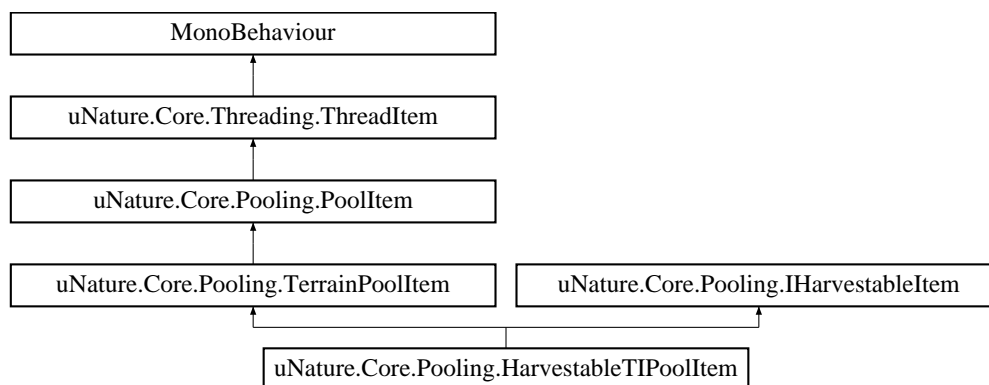 MonoBehaviour
uNature.Core.Threading.ThreadItem
uNature.Core.Pooling.PoolItem
uNature.Core.Pooling.TerrainPoolItem
uNature.Core.Pooling.IHarvestableItem
uNature.Core.Pooling.HarvestableTIPoolItem